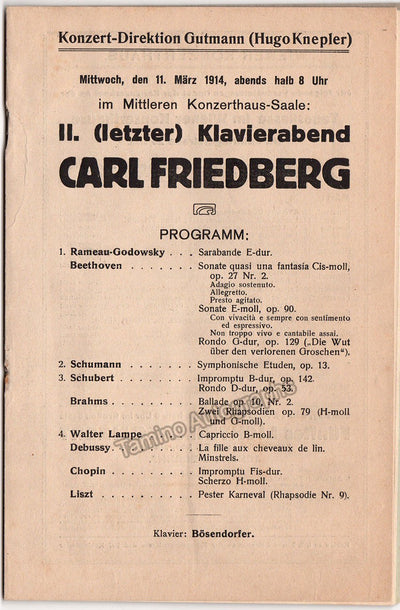 Konzert-Direktion Gutmann (Hugo Knepler)
Mittwoch, den 11. März 1914, abends halb 8 Uhr
im Mittleren Konzerthaus-Saale:
II. (letzter) Klavierabend
CARL FRIEDBERG
PROGRAMM:
1. Rameau-Godowsky . . . Sarabande E-dur.
Beethoven . . . . . . . Sonate quasi una fantasia Cis-moll,
op. 27 Nr. 2.
Adagio sostenuto.
Allegretto.
Presto agitato.
Sonate E-moll, op. 90.
Con vivacità e sempre con sentimento
ed espressivo.
Non troppo vivo e cantabile assai.
Rondo G-dur, op. 129 („Die Wut
über den verlorenen Groschen“).
2. Schumann . . . . . . . Symphonische Etuden, op. 13.
3. Schubert . . . . . . . . Impromptu B-dur, op. 142.
Rondo D-dur, op. 53.
Brahms . . . . . . . . Ballade op. 10, Nr. 2.
Zwei Rhapsodien op. 79 (H-moll
und G-moll).
4. Walter Lampe . . . . . Capriccio B-moll.
Debussy. . . . . . . . La fille aux cheveaux de lin.
Minstrels.
Chopin . . . . . . . . Impromptu Fis-dur.
Scherzo H-moll.
Liszt . . . . . . . . . Pester Karneval (Rhapsodie Nr. 9).
Klavier: Bösendorfer.
Tamino Autographs